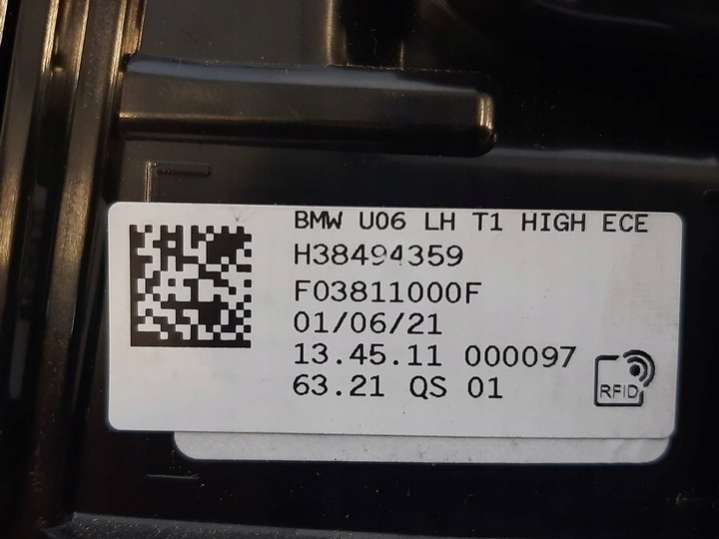 BMW U06 LH T1 HIGH ECE
H38494359
F03811000F
01/06/21
13.45.11 000097
63.21 QS 01
RFID